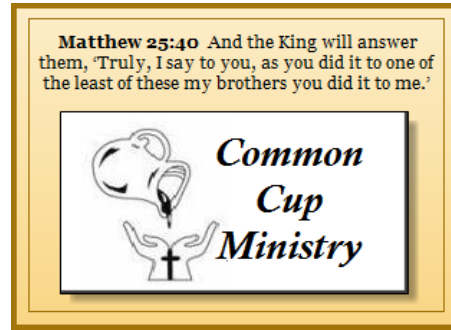 Matthew 25:40 And the King will answer
them, ‘Truly, I say to you, as you did it to one of
the least of these my brothers you did it to me.’
Common
Cup
Ministry